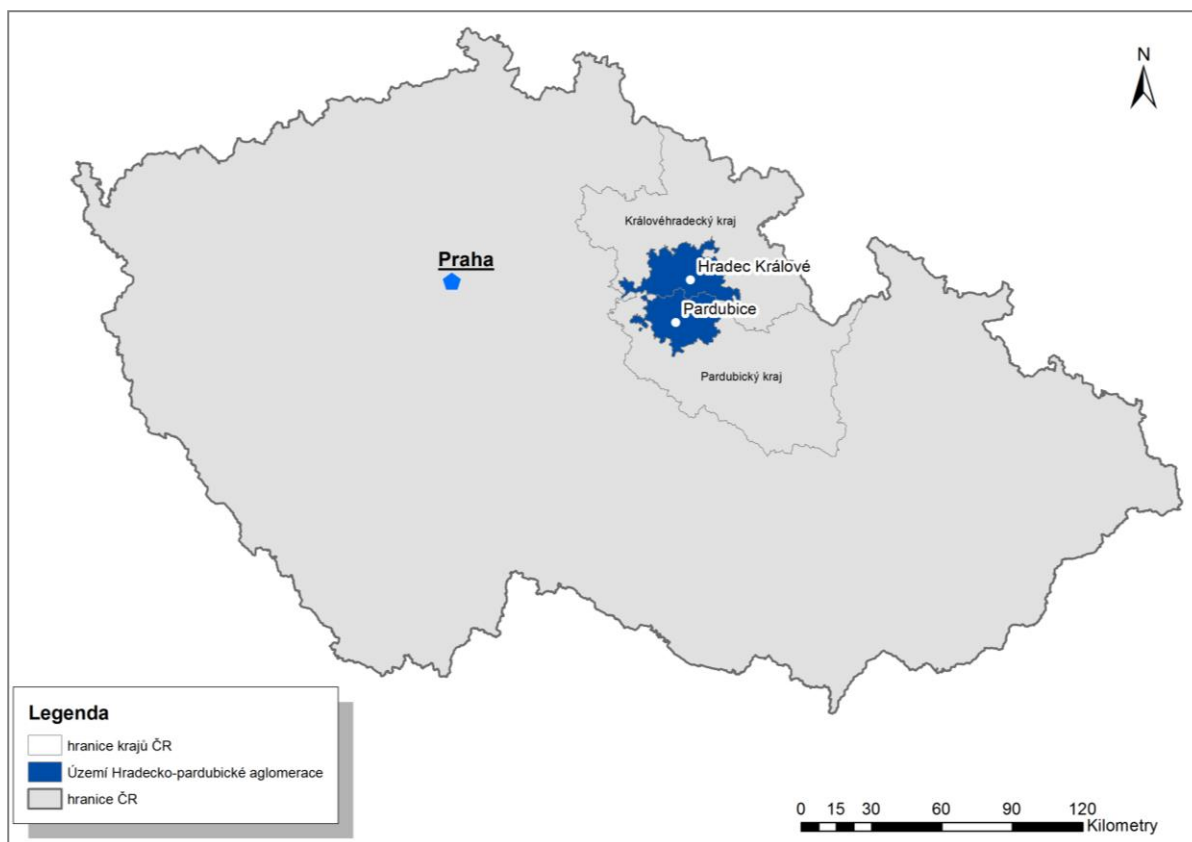 N
Královéhradecký kraj
Praha
Hradec Králové
Pardubice
Pardubický kraj
Legenda
hranice krajů ČR
Území Hradecko-pardubické aglomerace
hranice ČR
0 15 30 60 90 120
Kilometry